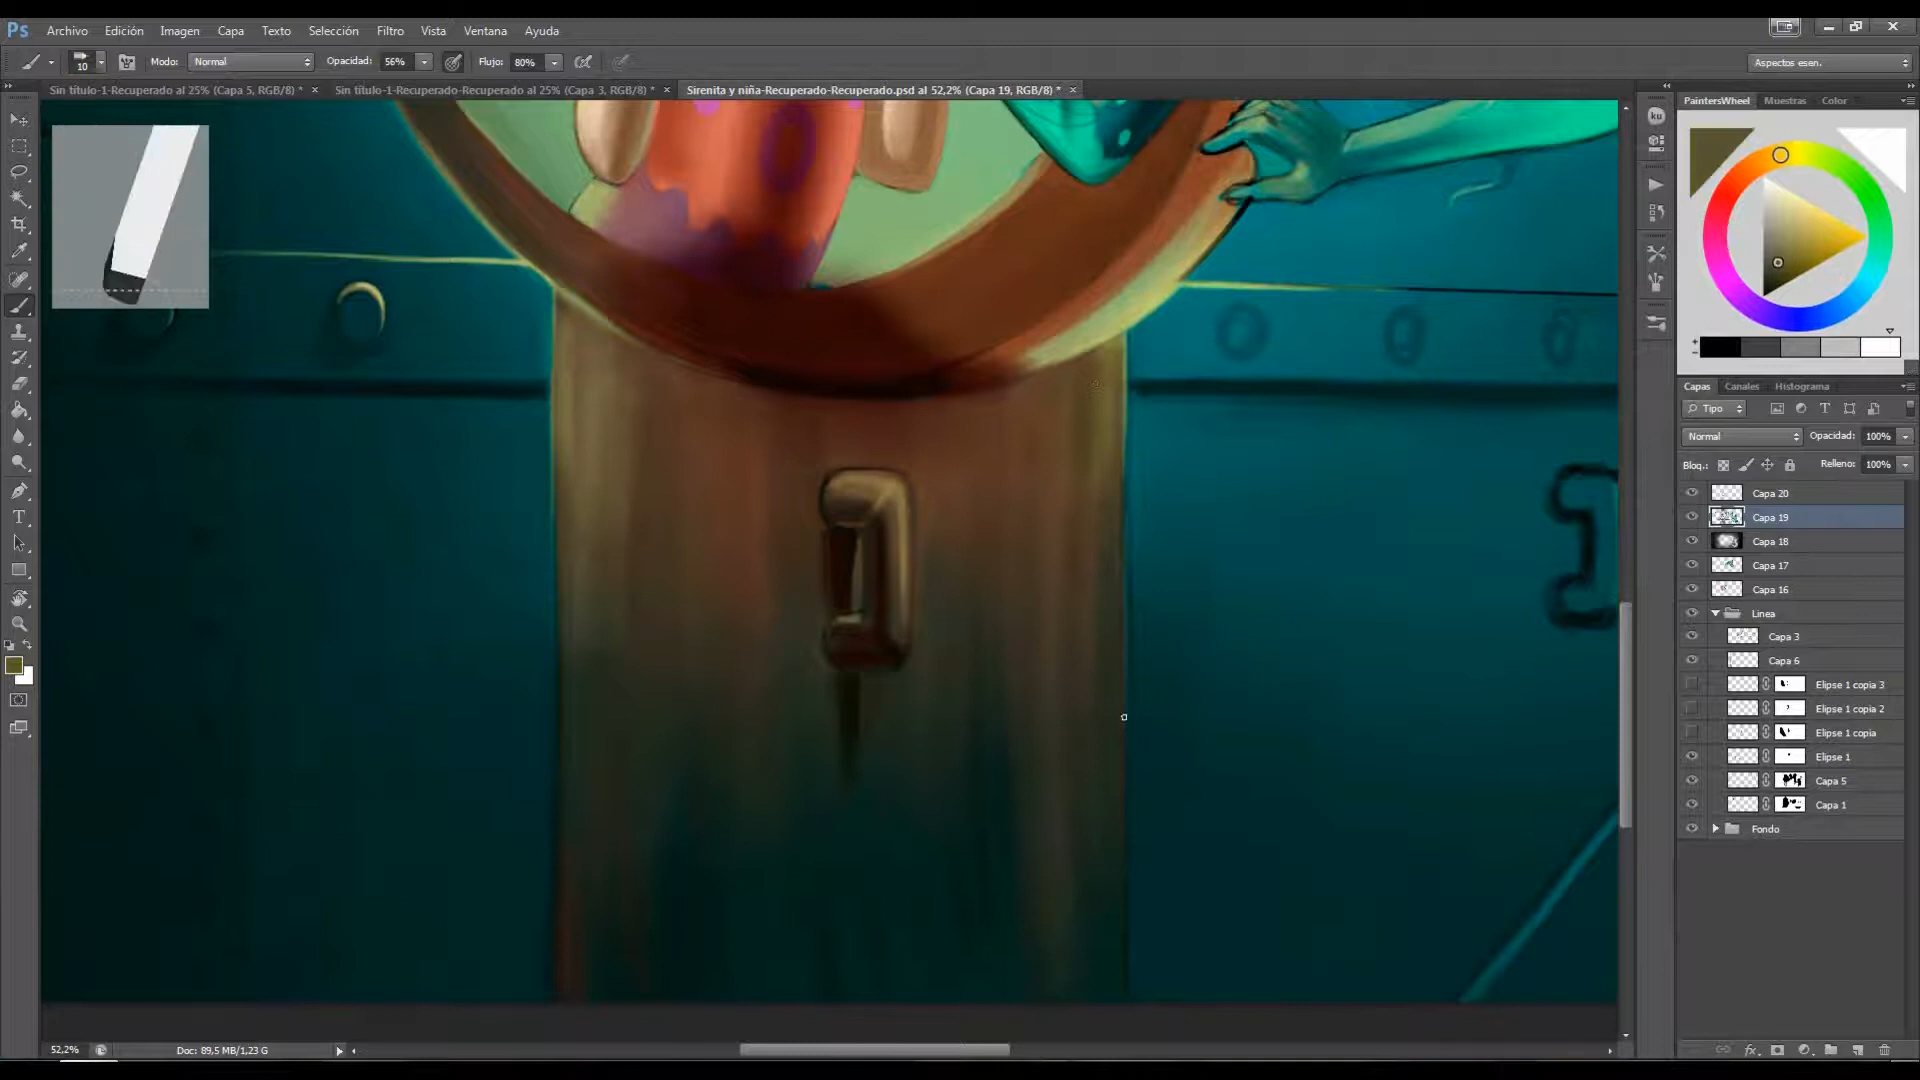 Ps Archivo Edición Imagen Capa Texto Selección Filtro Vista Ventana Ayuda
10 Modo: Normal Opacidad: 56% Flujo: 80% Aspectos esen.
Sin título-1-Recuperado al 25% (Capa 5, RGB/8) * × Sin título-1-Recuperado-Recuperado al 25% (Capa 3, RGB/8) * × Sirenita y niña-Recuperado-Recuperado.psd al 52,2% (Capa 19, RGB/8) * ×
PaintersWheel Muestras Color
ku
Capas Canales Histograma
Tipo
Normal Opacidad: 100%
Bloq.: Relleno: 100%
Capa 20
Capa 19
Capa 18
Capa 17
Capa 16
Linea
Capa 3
Capa 6
Elipse 1 copia 3
Elipse 1 copia 2
Elipse 1 copia
Elipse 1
Capa 5
Capa 1
Fondo
T
52,2% Doc: 89,5 MB/1,23 G
fx